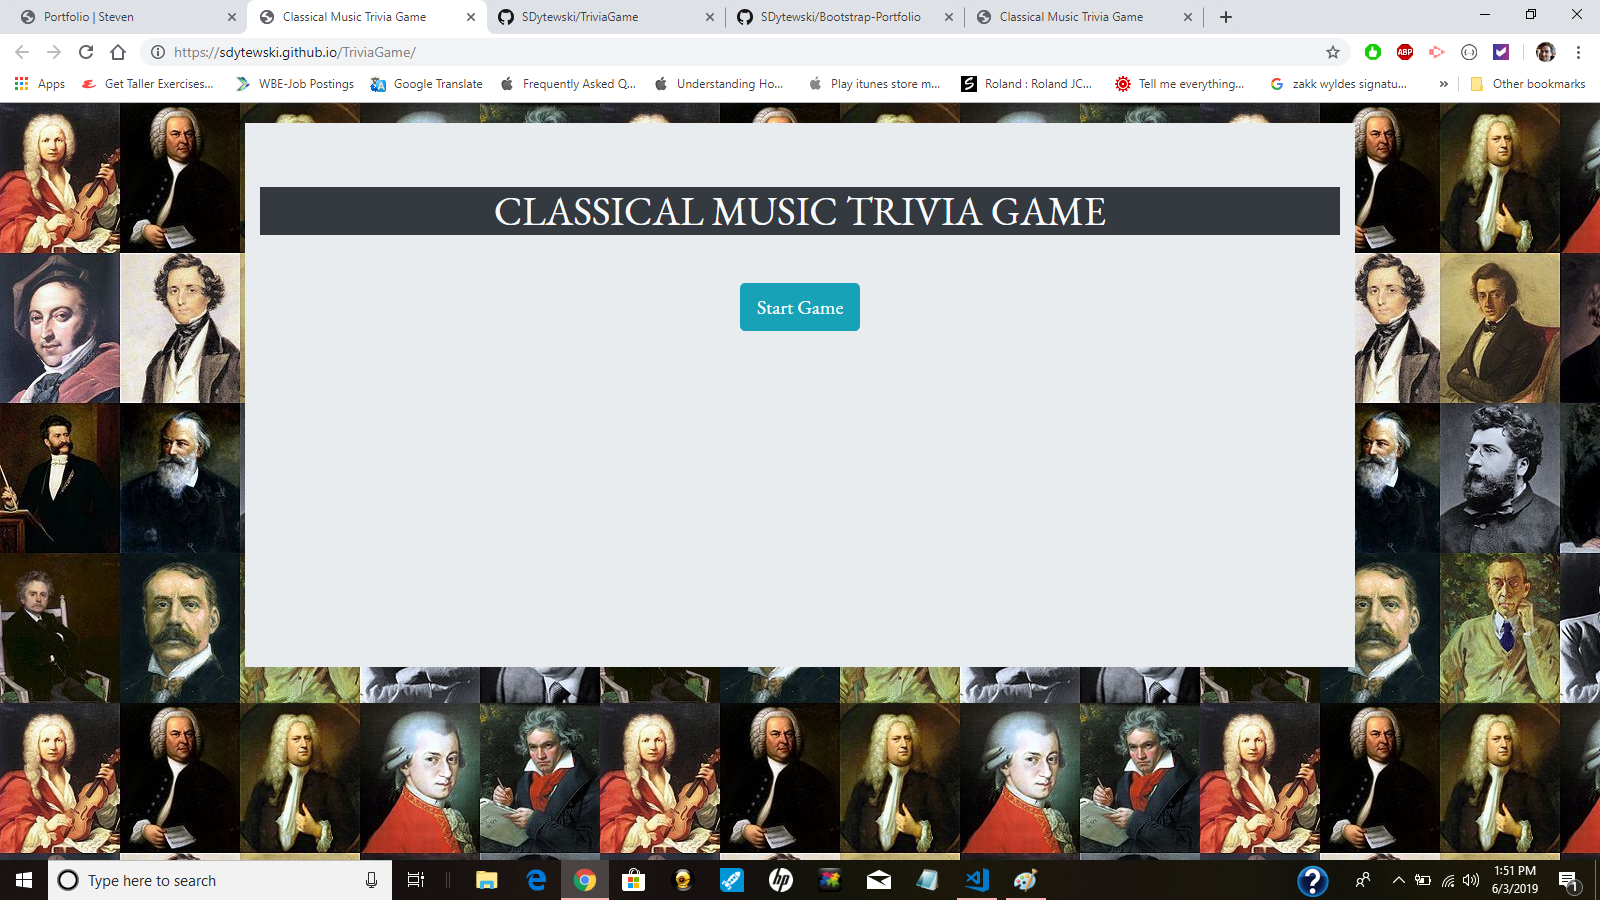 Portfolio | Steven
Classical Music Trivia Game
SDytewski/TriviaGame
SDytewski/Bootstrap-Portfolio
Classical Music Trivia Game
https://sdytewski.github.io/TriviaGame/
ABP
Apps
Get Taller Exercises...
WBE-Job Postings
Google Translate
Frequently Asked Q...
Understanding Ho...
Play itunes store m...
Roland : Roland JC...
Tell me everything...
zakk wyldes signatu...
»
Other bookmarks
CLASSICAL MUSIC TRIVIA GAME
Start Game
Type here to search
hp
?
1:51 PM
6/3/2019
1